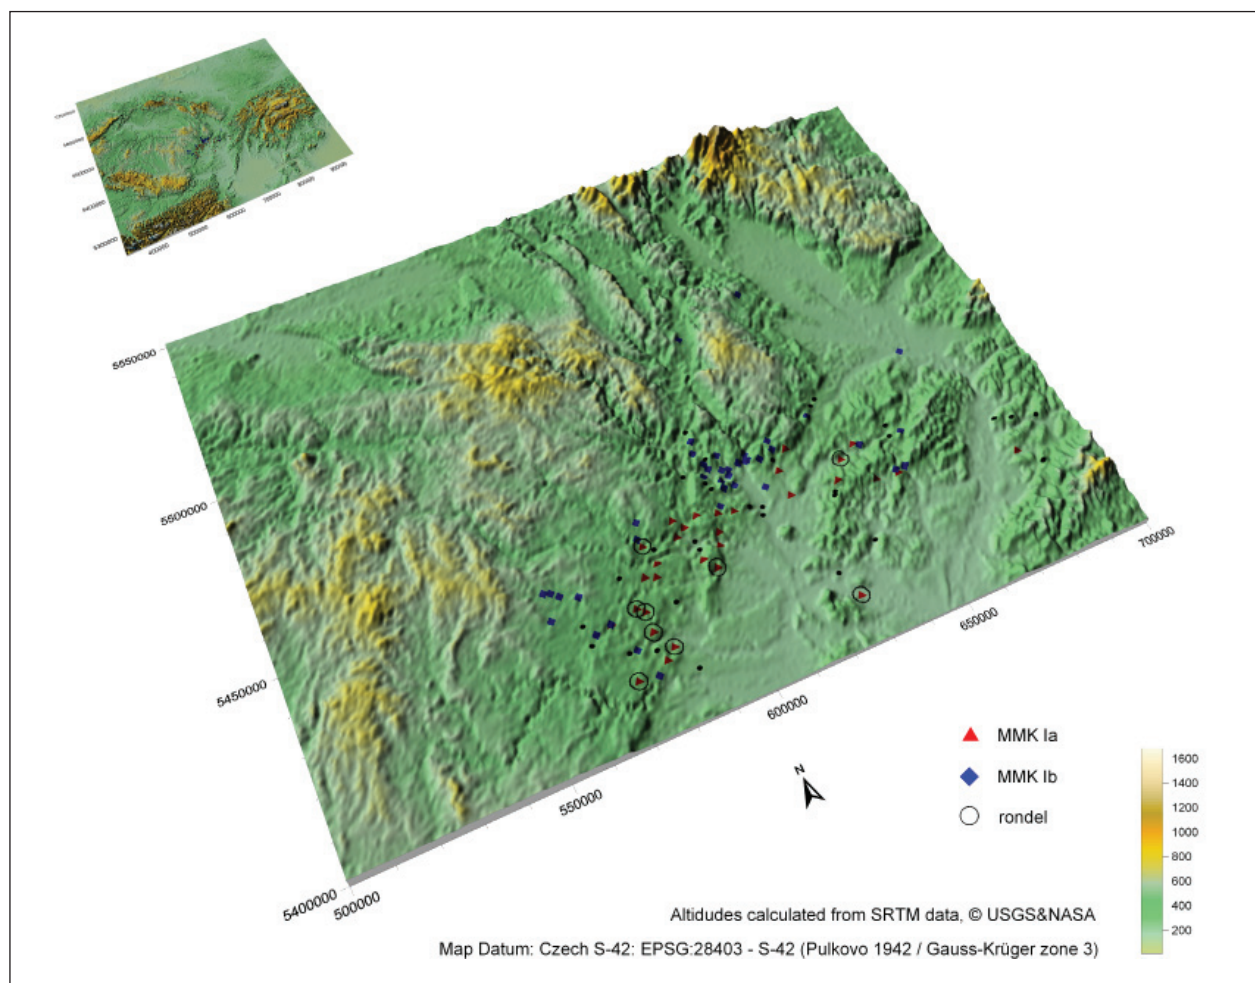 5550000
5500000
5450000
5400000
500000
550000
600000
650000
700000
N
MMK Ia
MMK Ib
rondel
1600
1400
1200
1000
800
600
400
200
Altidudes calculated from SRTM data, © USGS&NASA
Map Datum: Czech S-42: EPSG:28403 - S-42 (Pulkovo 1942 / Gauss-Krüger zone 3)